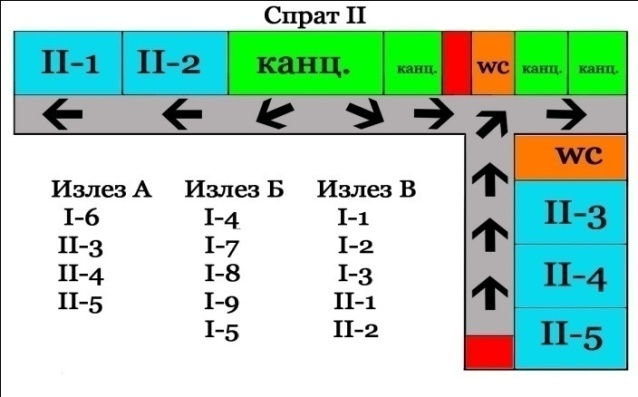 Спрат II
II-1 II-2 канц. канц. wc канц. канц.
wc
II-3
II-4
II-5
Излез А Излез Б Излез В
I-6 I-4 I-1
II-3 I-7 I-2
II-4 I-8 I-3
II-5 I-9 II-1
I-5 II-2